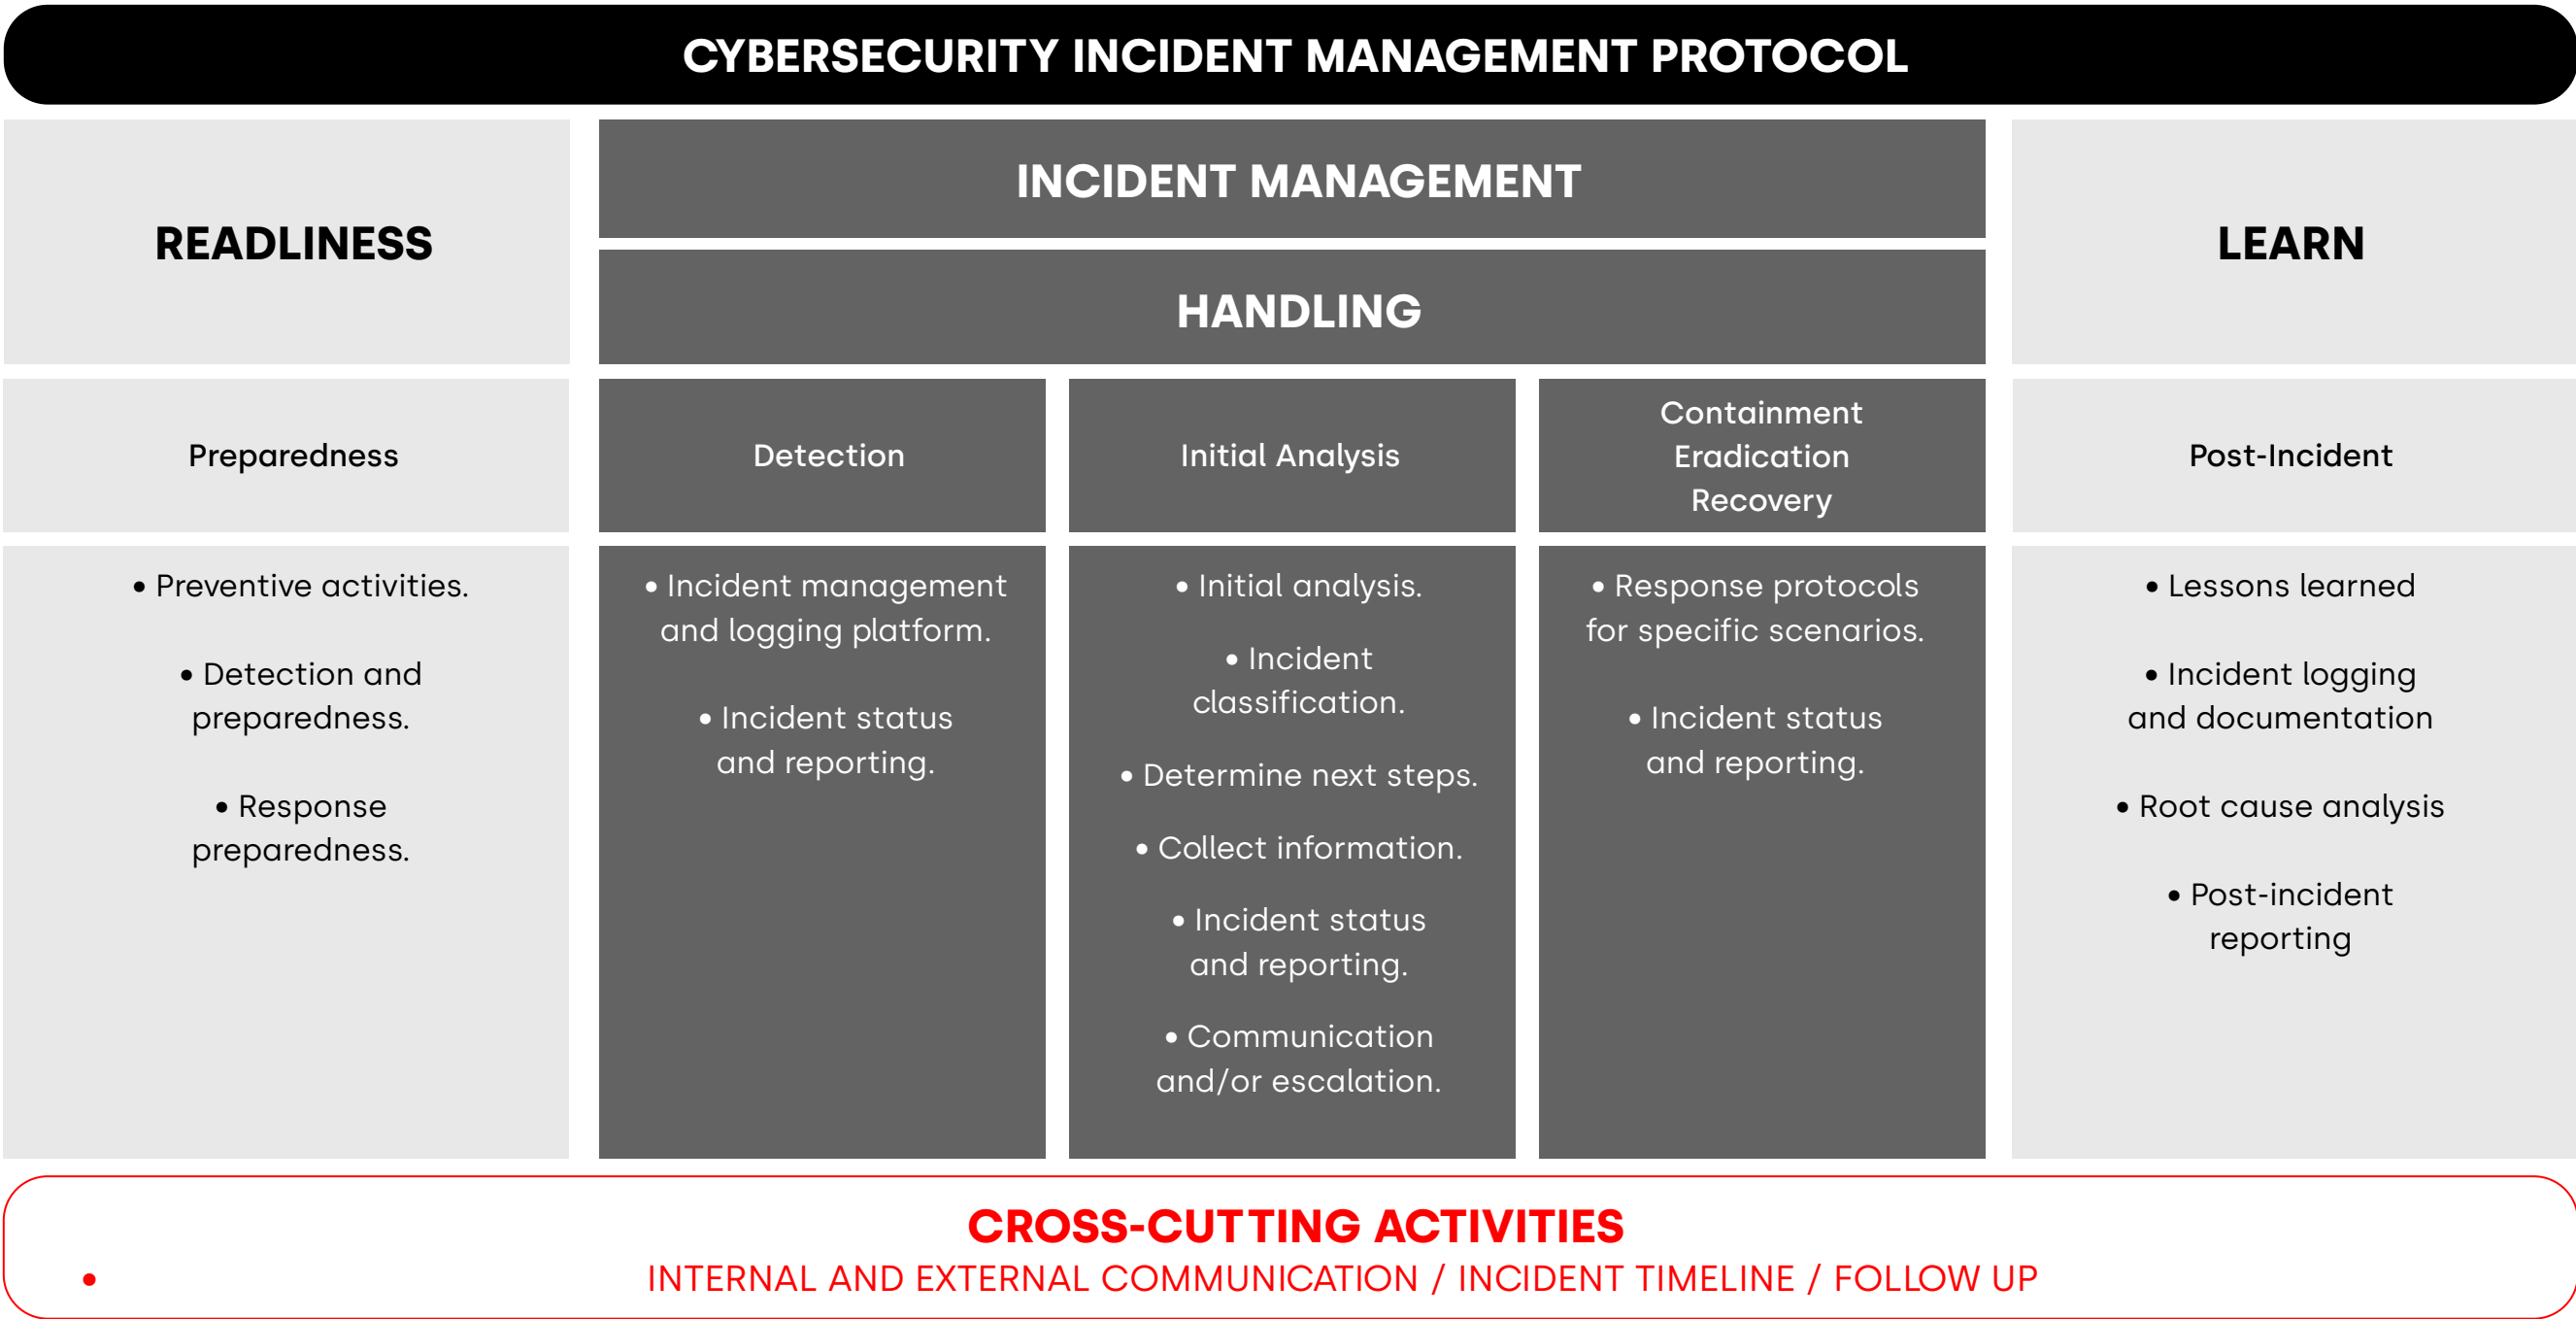 CYBERSECURITY INCIDENT MANAGEMENT PROTOCOL
READLINESS
INCIDENT MANAGEMENT
HANDLING
LEARN
Preparedness
Detection
Initial Analysis
Containment
Eradication
Recovery
Post-Incident
• Preventive activities.
• Detection and
preparedness.
• Response
preparedness.
• Incident management
and logging platform.
• Incident status
and reporting.
• Initial analysis.
• Incident
classification.
• Determine next steps.
• Collect information.
• Incident status
and reporting.
• Communication
and/or escalation.
• Response protocols
for specific scenarios.
• Incident status
and reporting.
• Lessons learned
• Incident logging
and documentation
• Root cause analysis
• Post-incident
reporting
CROSS-CUTTING ACTIVITIES
• INTERNAL AND EXTERNAL COMMUNICATION / INCIDENT TIMELINE / FOLLOW UP